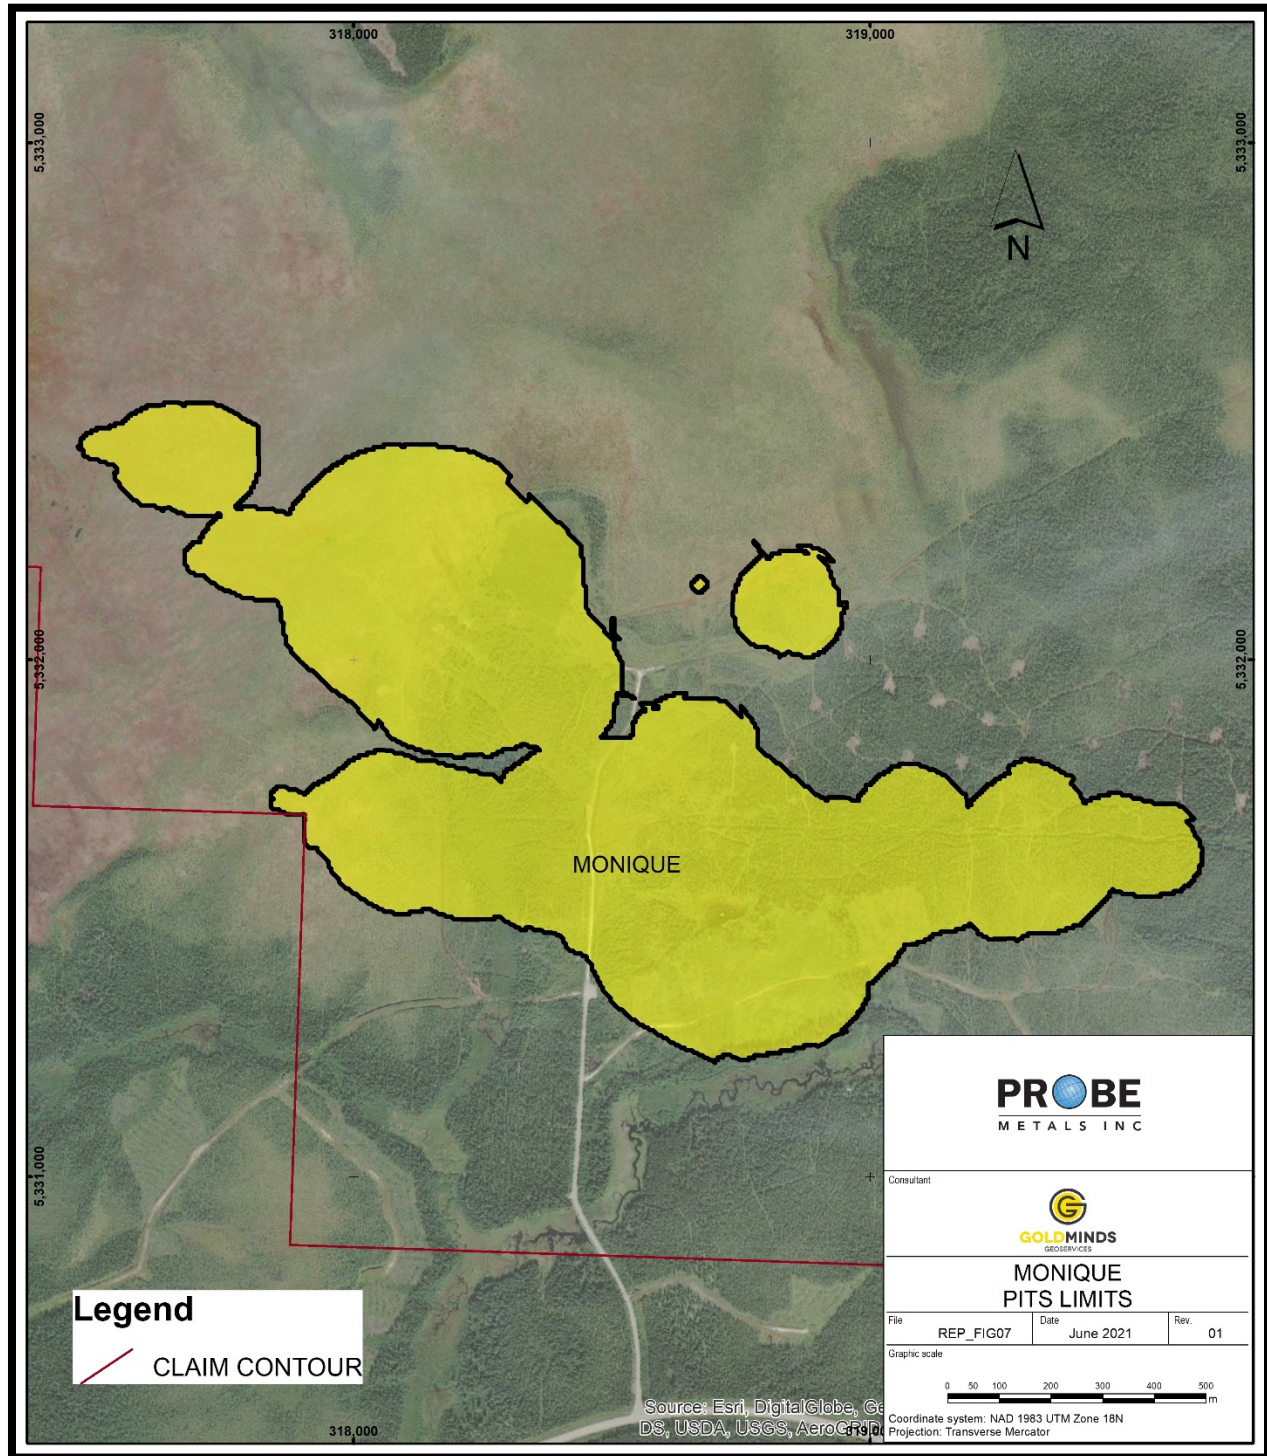 318,000
319,000
5,333,000
5,333,000
N
5,332,000
5,332,000
MONIQUE
5,331,000
PROBE
METALS INC
Consultant
G
GOLDMINDS
GEOSERVICES
MONIQUE
PITS LIMITS
File
REP_FIG07
Date
June 2021
Rev.
01
Graphic scale
0 50 100 200 300 400 500
m
Coordinate system: NAD 1983 UTM Zone 18N
Projection: Transverse Mercator
Legend
CLAIM CONTOUR
Source: Esri, DigitalGlobe, Ge
DS, USDA, USGS, AeroGRID
318,000